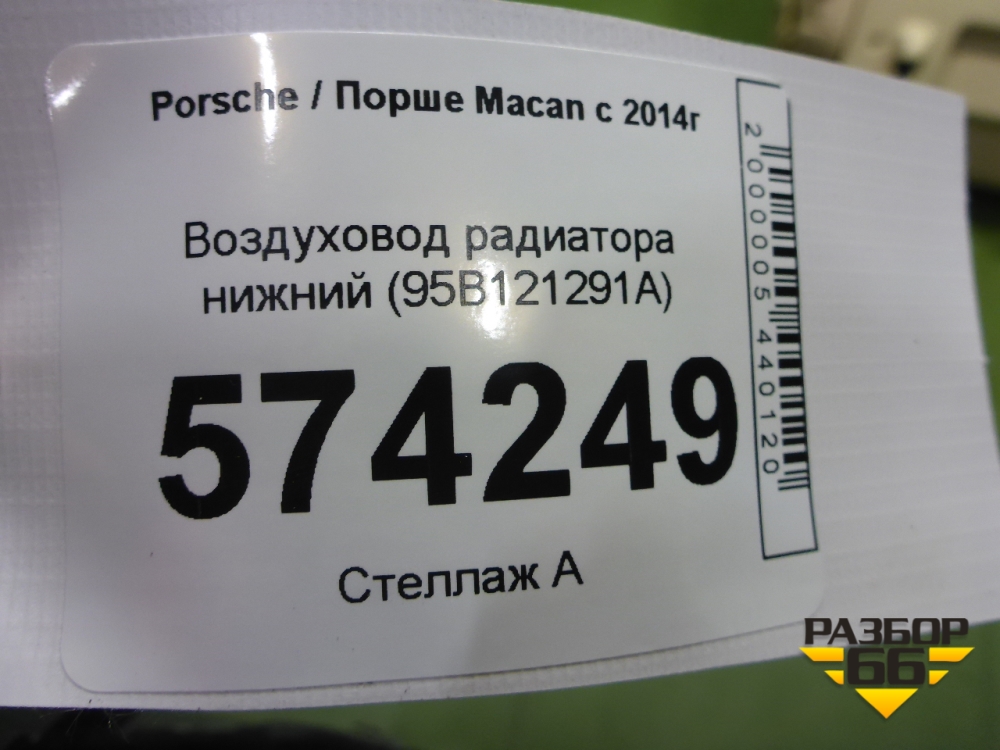 Porsche / Порше Macan с 2014г
Воздуховод радиатора
нижний (95B121291A)
574249
Стеллаж А
2000005440120
РАЗБОР
66